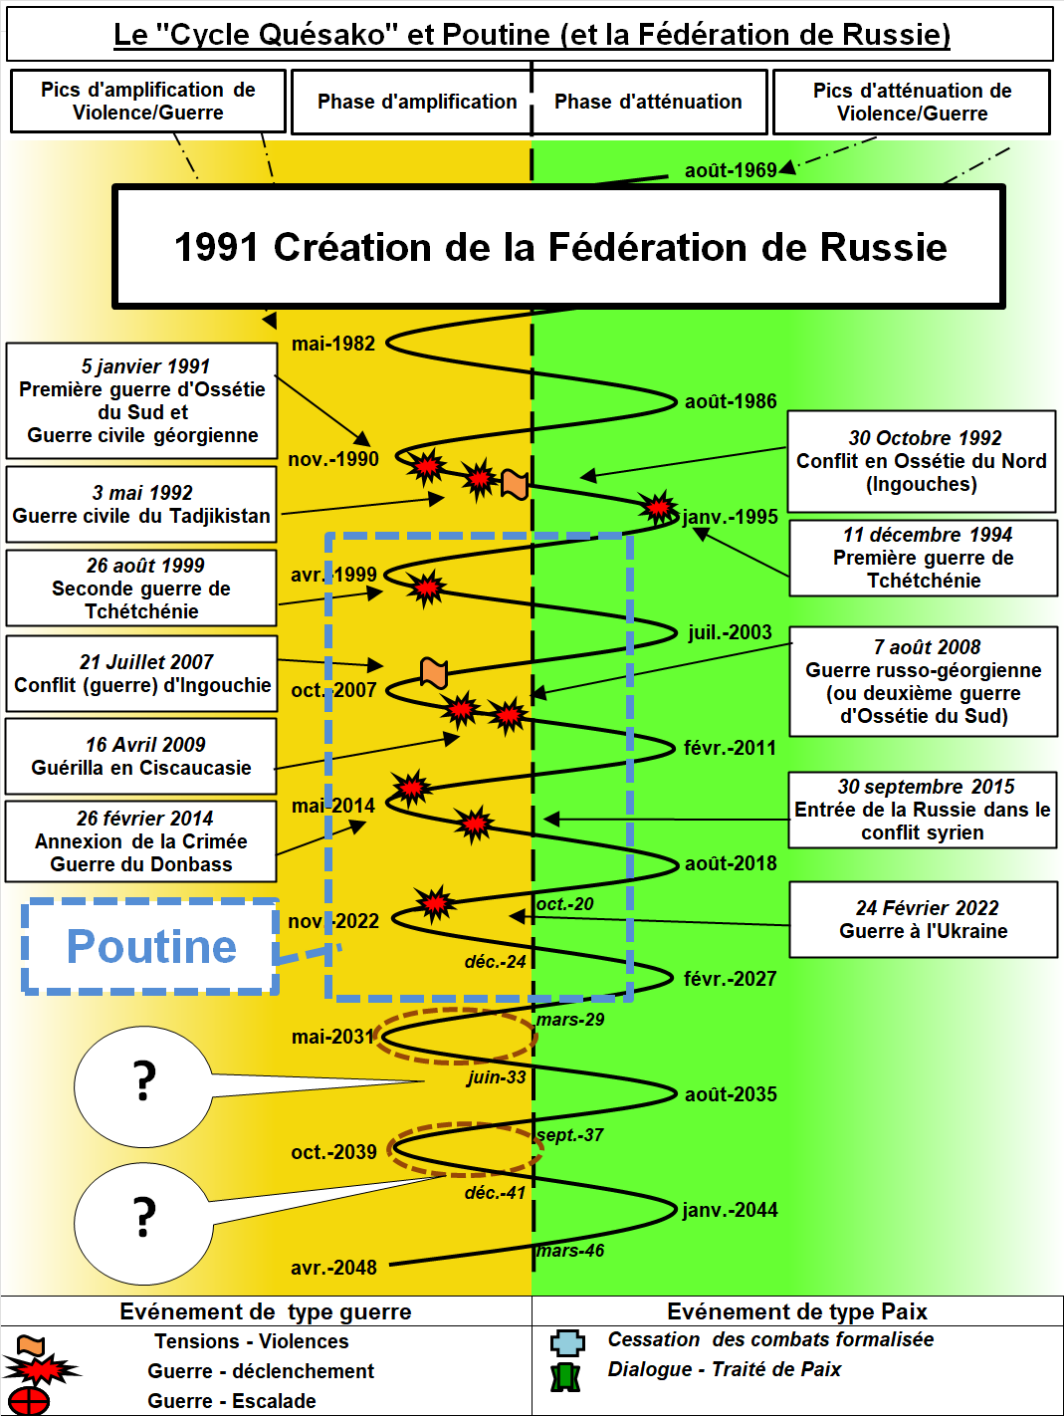 Le "Cycle Quésako" et Poutine (et la Fédération de Russie)
Pics d'amplification de
Violence/Guerre
Phase d'amplification
Phase d'atténuation
Pics d'atténuation de
Violence/Guerre
août-1969
1991 Création de la Fédération de Russie
mai-1982
5 janvier 1991
Première guerre d'Ossétie
du Sud et
Guerre civile géorgienne
août-1986
nov.-1990
30 Octobre 1992
Conflit en Ossétie du Nord
(Ingouches)
3 mai 1992
Guerre civile du Tadjikistan
janv.-1995
11 décembre 1994
Première guerre de
Tchétchénie
avr.-1999
26 août 1999
Seconde guerre de
Tchétchénie
juil.-2003
21 Juillet 2007
Conflit (guerre) d'Ingouchie
oct.-2007
7 août 2008
Guerre russo-géorgienne
(ou deuxième guerre
d'Ossétie du Sud)
16 Avril 2009
Guérilla en Ciscaucasie
févr.-2011
mai-2014
26 février 2014
Annexion de la Crimée
Guerre du Donbass
30 septembre 2015
Entrée de la Russie dans le
conflit syrien
août-2018
oct.-20
nov.-2022
24 Février 2022
Guerre à l'Ukraine
Poutine
déc.-24
févr.-2027
mars-29
mai-2031
?
juin-33
août-2035
sept.-37
oct.-2039
?
déc.-41
janv.-2044
mars-46
avr.-2048
Evénement de type guerre
Evénement de type Paix
Tensions - Violences
Guerre - déclenchement
Guerre - Escalade
Cessation des combats formalisée
Dialogue - Traité de Paix